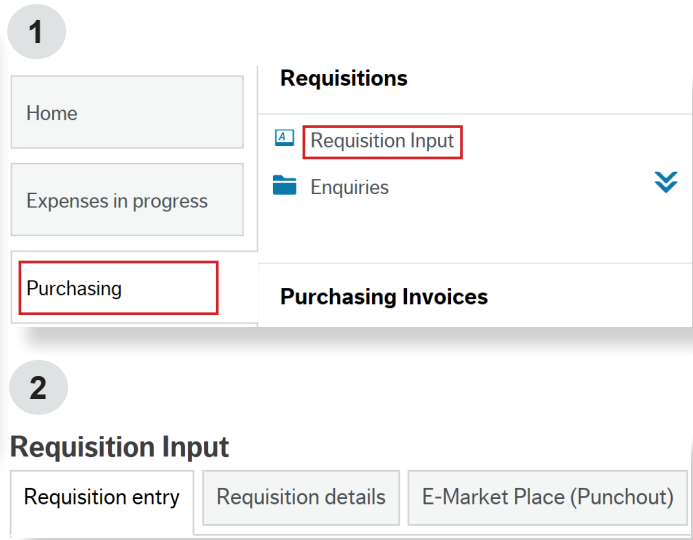 1
Requisitions
Home
A Requisition Input
Expenses in progress
Enquiries
Purchasing
Purchasing Invoices
2
Requisition Input
Requisition entry Requisition details E-Market Place (Punchout)